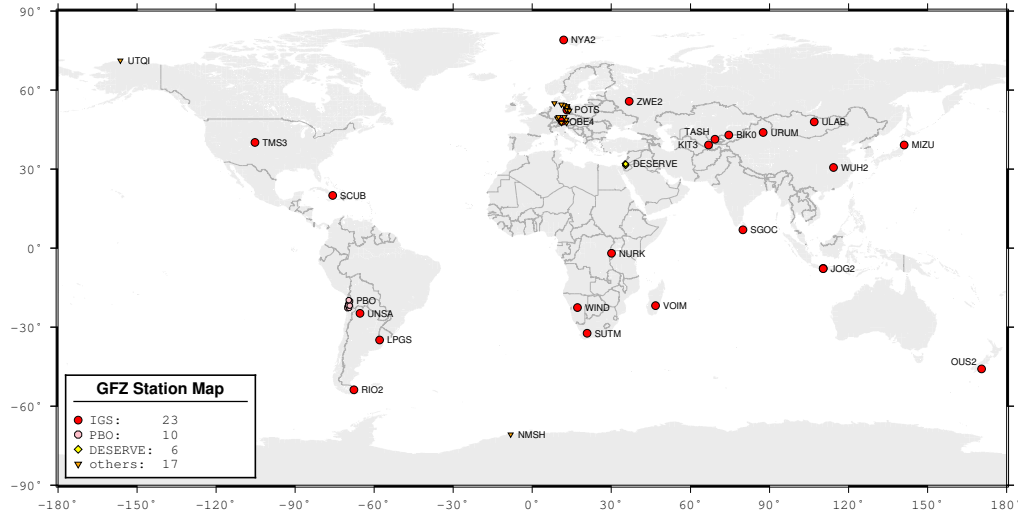 90°
60°
30°
0°
−30°
−60°
−90°
UTQI
NYA2
TMS3
SCUB
POTS
OBE4
ZWE2
DESERVE
TASH
KIT3
BIK0
URUM
ULAB
MIZU
WUH2
SGOC
NURK
JOG2
PBO
UNSA
LPGS
RIO2
WIND
VOIM
SUTM
OUS2
NMSH
GFZ Station Map
IGS: 23
PBO: 10
DESERVE: 6
others: 17
−180° −150° −120° −90° −60° −30° 0° 30° 60° 90° 120° 150° 180°